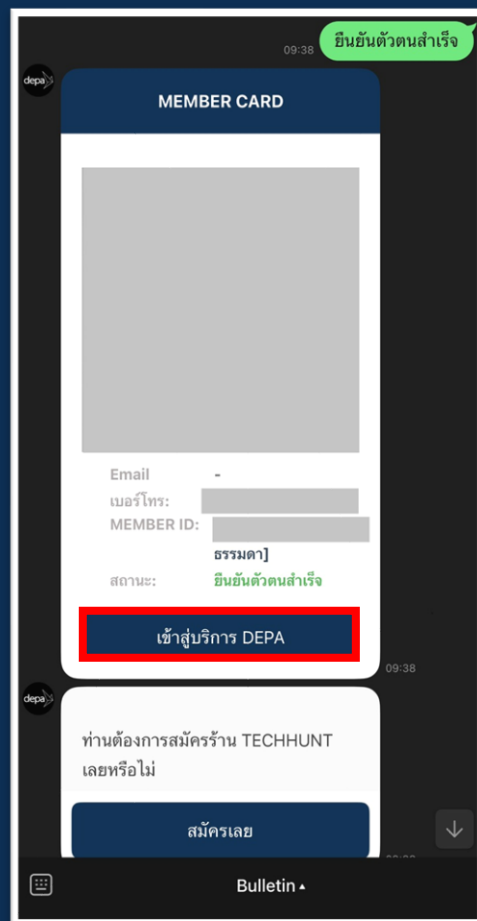 ยืนยันตัวตนสำเร็จ
09:38
depa
MEMBER CARD
Email -
เบอร์โทร:
MEMBER ID:
ธรรมดา]
สถานะ: ยืนยันตัวตนสำเร็จ
เข้าสู่บริการ DEPA
09:38
depa
ท่านต้องการสมัครร้าน TECHHUNT
เลยหรือไม่
สมัครเลย
Bulletin